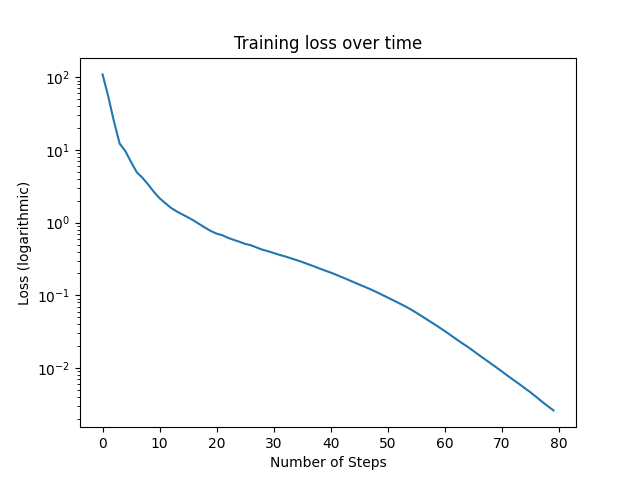 Training loss over time
Loss (logarithmic)
10²
10¹
10⁰
10⁻¹
10⁻²
0 10 20 30 40 50 60 70 80
Number of Steps